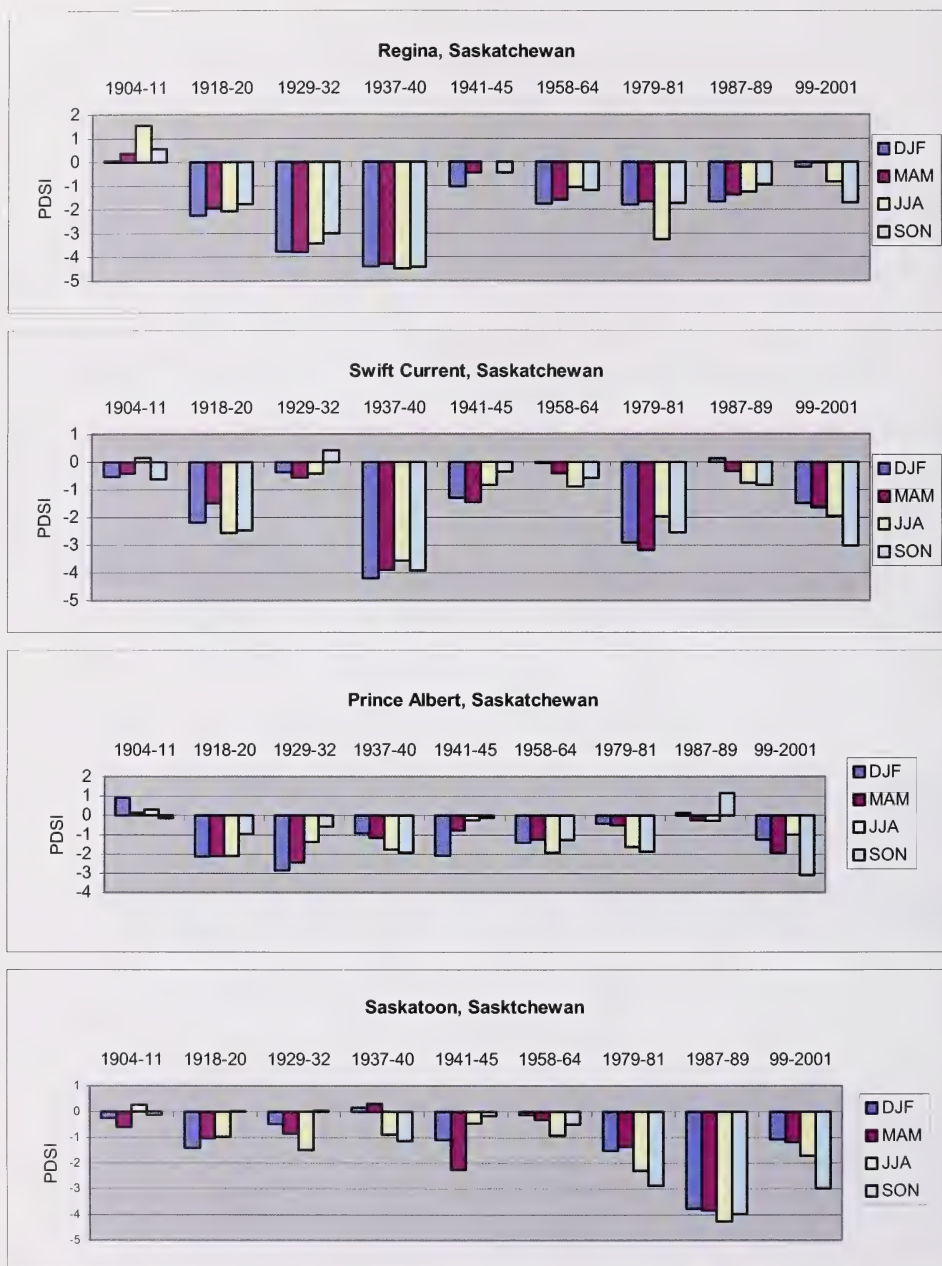 Regina, Saskatchewan
1904-11 1918-20 1929-32 1937-40 1941-45 1958-64 1979-81 1987-89 99-2001
PDSI
2
1
0
-1
-2
-3
-4
-5
DJF
MAM
JJA
SON
Swift Current, Saskatchewan
1904-11 1918-20 1929-32 1937-40 1941-45 1958-64 1979-81 1987-89 99-2001
PDSI
1
0
-1
-2
-3
-4
-5
DJF
MAM
JJA
SON
Prince Albert, Saskatchewan
1904-11 1918-20 1929-32 1937-40 1941-45 1958-64 1979-81 1987-89 99-2001
PDSI
2
1
0
-1
-2
-3
-4
DJF
MAM
JJA
SON
Saskatoon, Sasktchewan
1904-11 1918-20 1929-32 1937-40 1941-45 1958-64 1979-81 1987-89 99-2001
PDSI
1
0
-1
-2
-3
-4
-5
DJF
MAM
JJA
SON